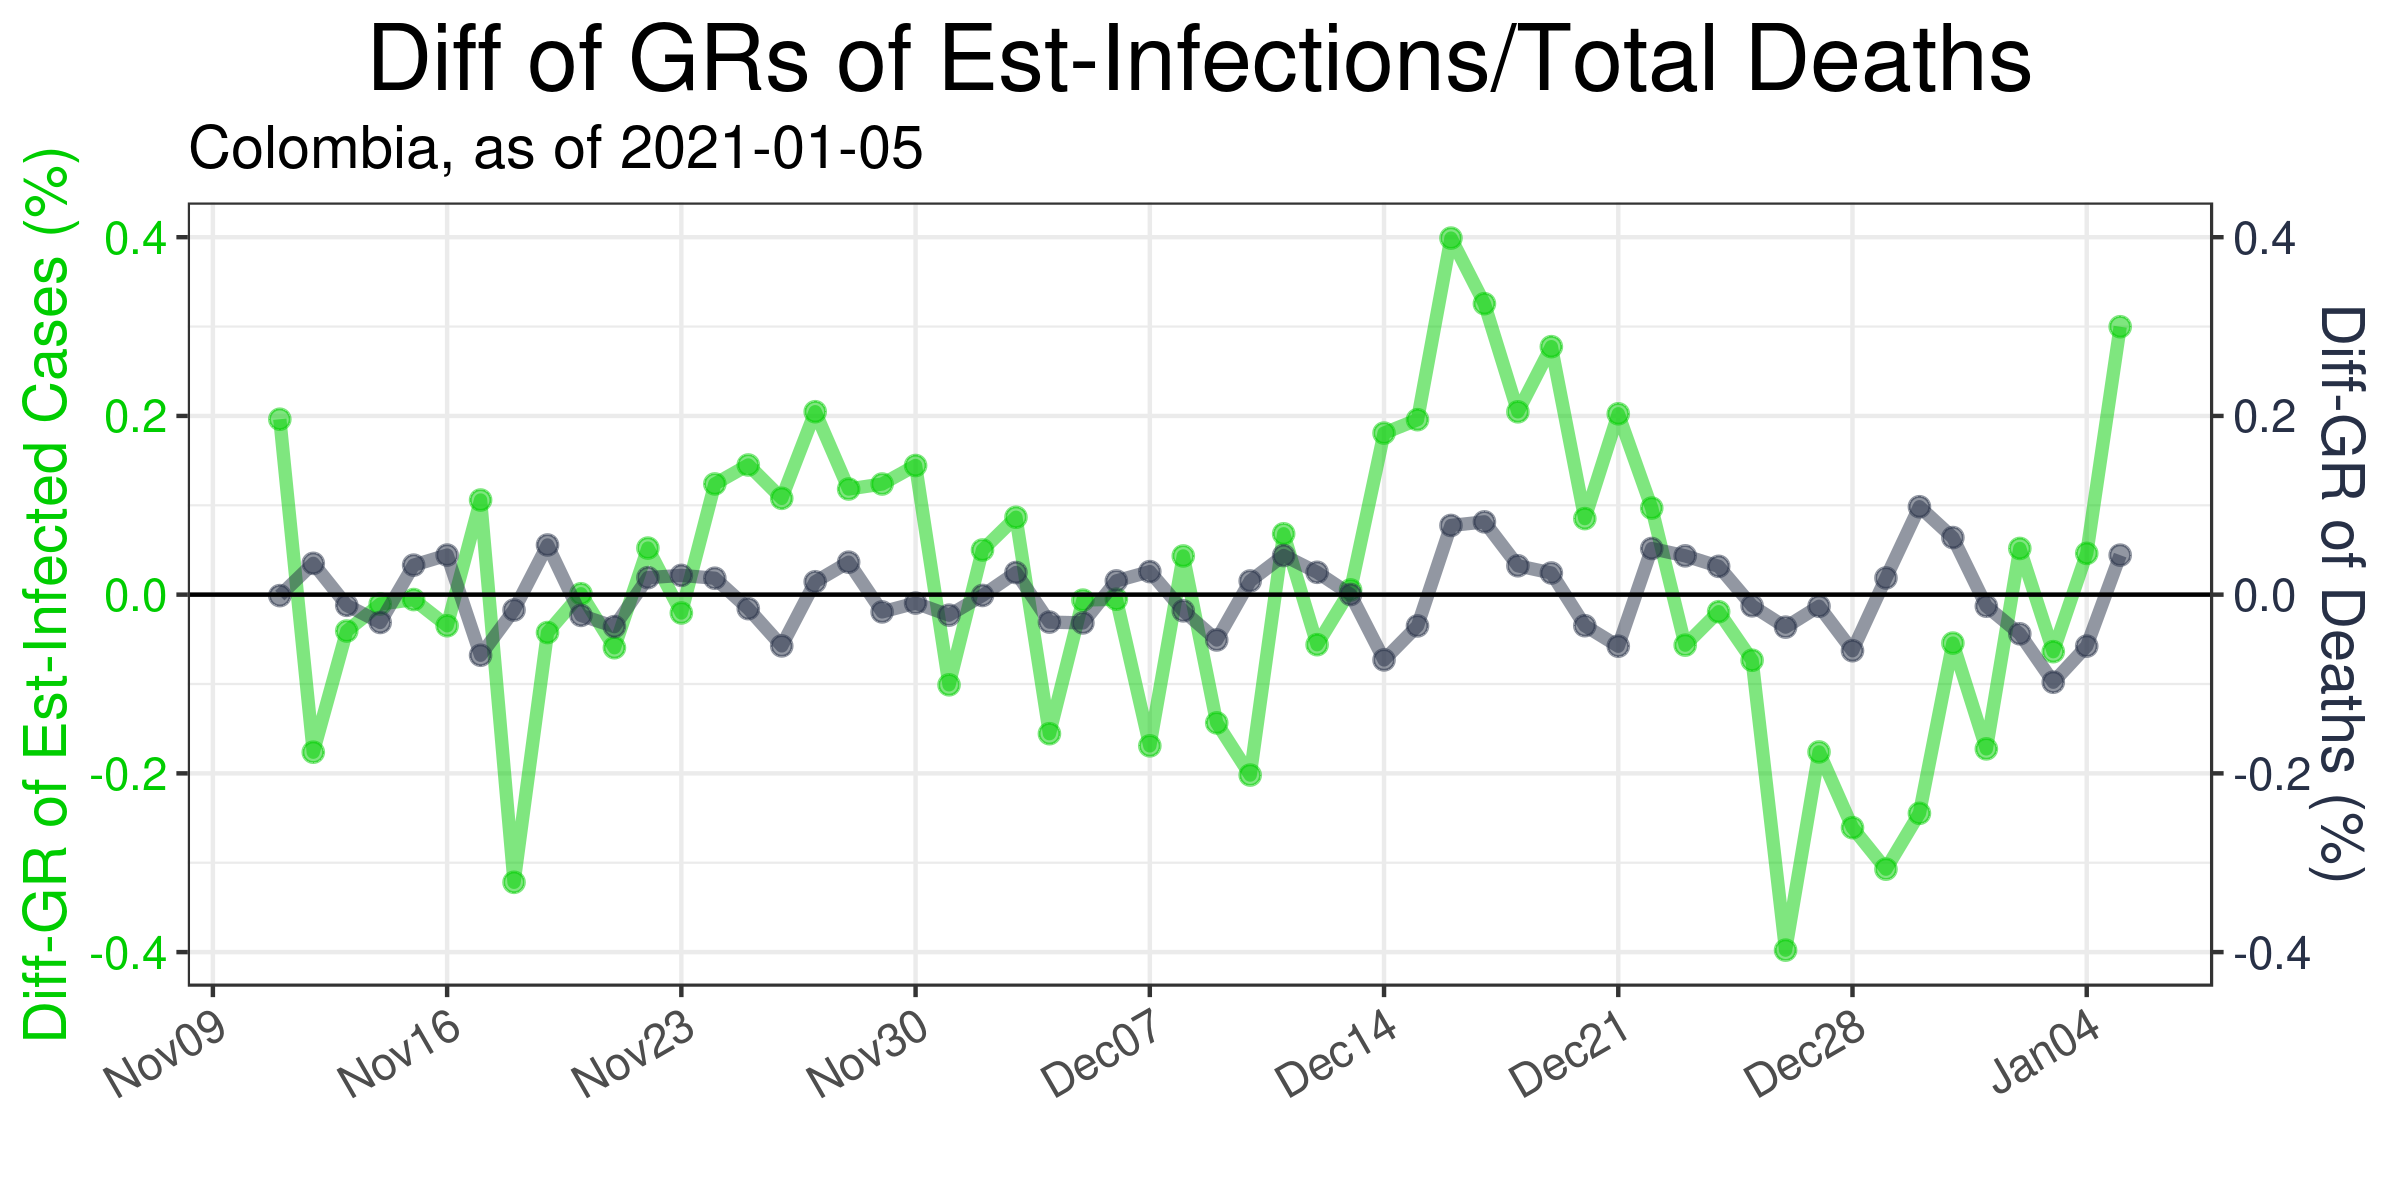 Diff of GRs of Est-Infections/Total Deaths
Colombia, as of 2021-01-05
Diff-GR of Est-Infected Cases (%)
0.4
0.2
0.0
-0.2
-0.4
0.4
0.2
0.0
-0.2
-0.4
Diff-GR of Deaths (%)
Nov09
Nov16
Nov23
Nov30
Dec07
Dec14
Dec21
Dec28
Jan04